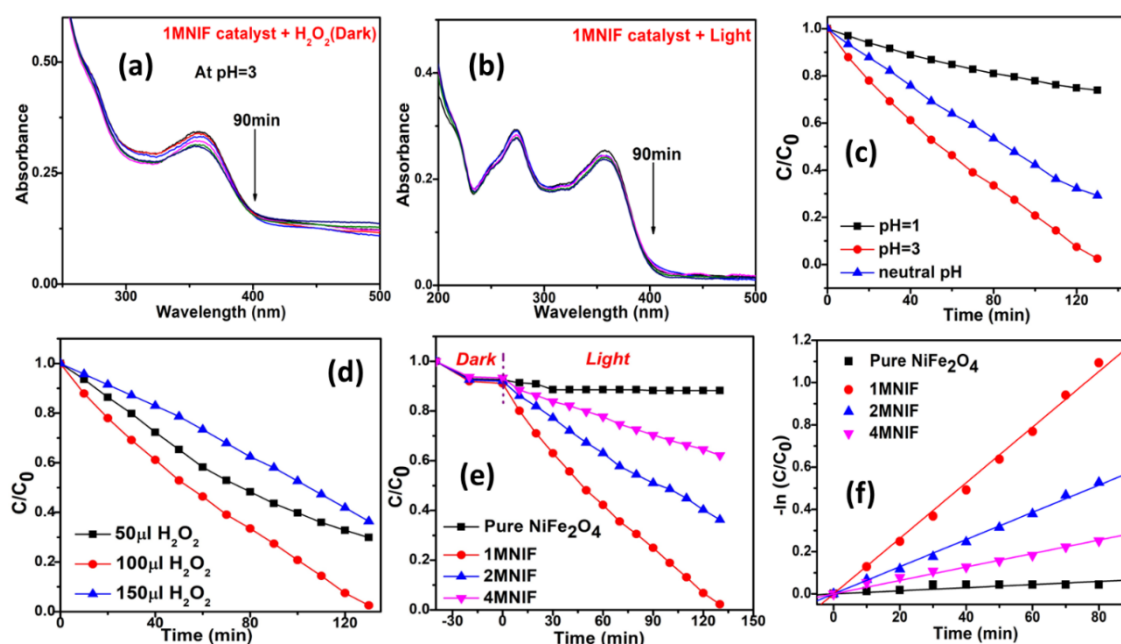 1MNIF catalyst + H₂O₂(Dark)
(a)
At pH=3
90min
0.50
0.25
0.00
Absorbance
300
400
500
Wavelength (nm)
1MNIF catalyst + Light
(b)
90min
0.4
0.2
0.0
Absorbance
200
300
400
500
Wavelength (nm)
(c)
1.0
0.8
0.6
0.4
0.2
0.0
C/C₀
pH=1
pH=3
neutral pH
0
40
80
120
Time (min)
(d)
1.0
0.8
0.6
0.4
0.2
0.0
C/C₀
50μl H₂O₂
100μl H₂O₂
150μl H₂O₂
0
40
80
120
Time (min)
Dark
Light
(e)
1.0
0.8
0.6
0.4
0.2
0.0
C/C₀
Pure NiFe₂O₄
1MNIF
2MNIF
4MNIF
-30
0
30
60
90
120
150
Time (min)
Pure NiFe₂O₄
1MNIF
2MNIF
4MNIF
(f)
1.2
1.0
0.8
0.6
0.4
0.2
0.0
-ln (C/C₀)
0
20
40
60
80
Time (min)